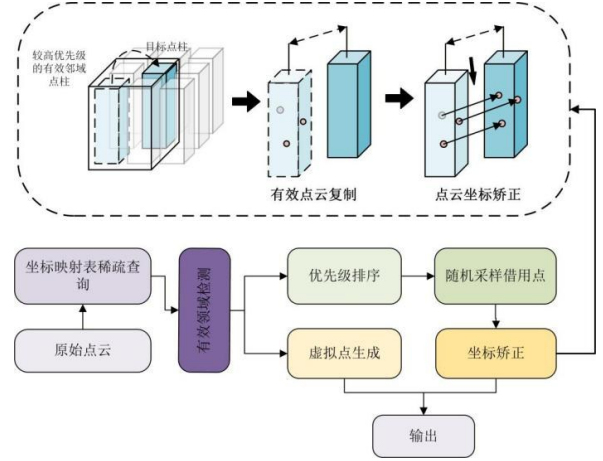 目标点柱
较高优先级
的有效领域
点柱
有效点云复制
点云坐标矫正
坐标映射表稀疏查
询
原始点云
有效领域检测
优先级排序
随机采样借用点
虚拟点生成
坐标矫正
输出